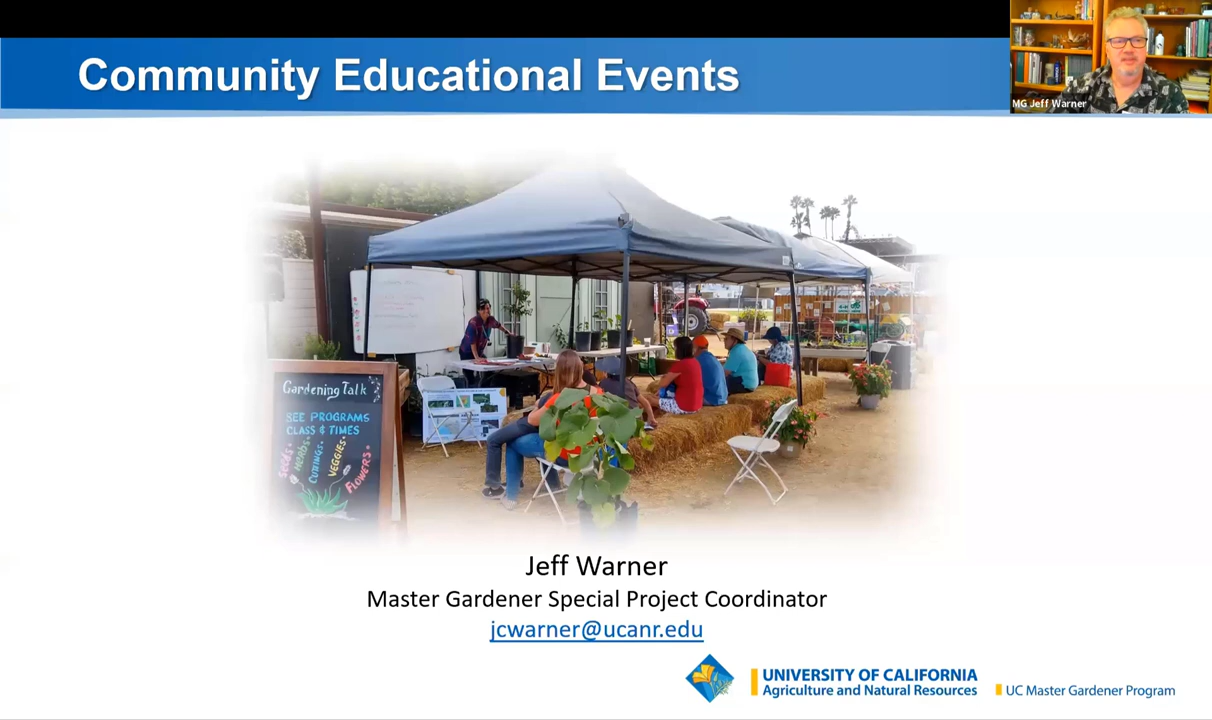 Community Educational Events
MG Jeff Warner
Gardening Talk
SEE PROGRAMS
CLASS & TIMES
SEEDS
HERBS
CUTTINGS
VEGGIES
FLOWERS
Jeff Warner
Master Gardener Special Project Coordinator
jcwarner@ucanr.edu
UNIVERSITY OF CALIFORNIA
Agriculture and Natural Resources
UC Master Gardener Program